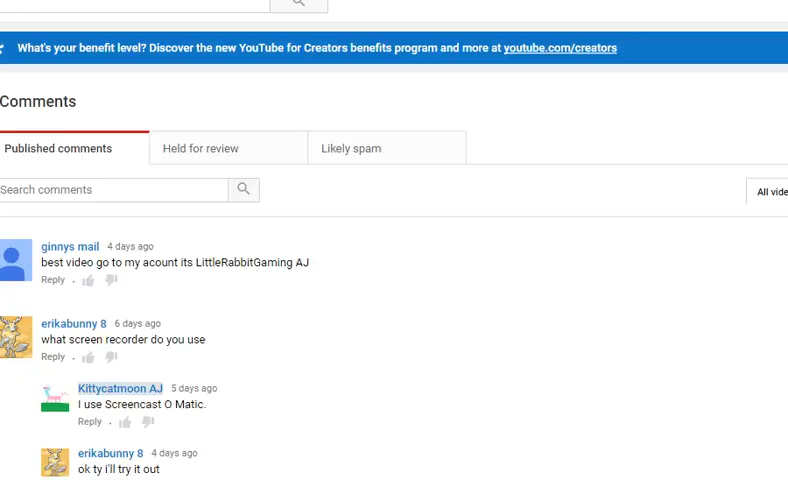 What's your benefit level? Discover the new YouTube for Creators benefits program and more at youtube.com/creators
Comments
Published comments
Held for review
Likely spam
Search comments
All vide
ginnys mail 4 days ago
best video go to my acount its LittleRabbitGaming AJ
Reply
erikabunny 8 6 days ago
what screen recorder do you use
Reply
Kittycatmoon AJ 5 days ago
I use Screencast O Matic.
Reply
erikabunny 8 4 days ago
ok ty i'll try it out